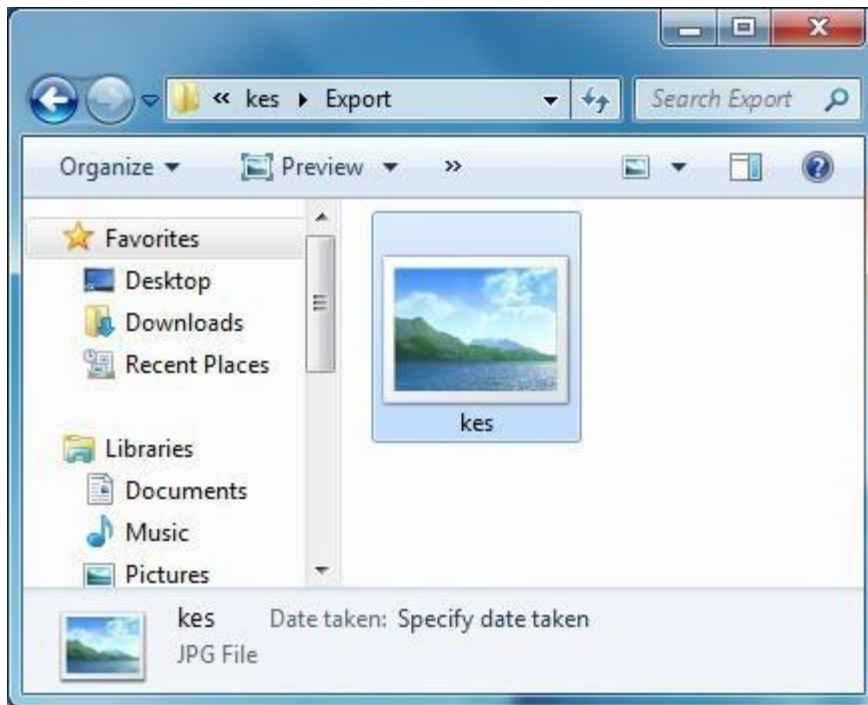 « kes ▸ Export
Search Export
Organize
Preview
»
Favorites
Desktop
Downloads
Recent Places
Libraries
Documents
Music
Pictures
kes
kes Date taken: Specify date taken
JPG File